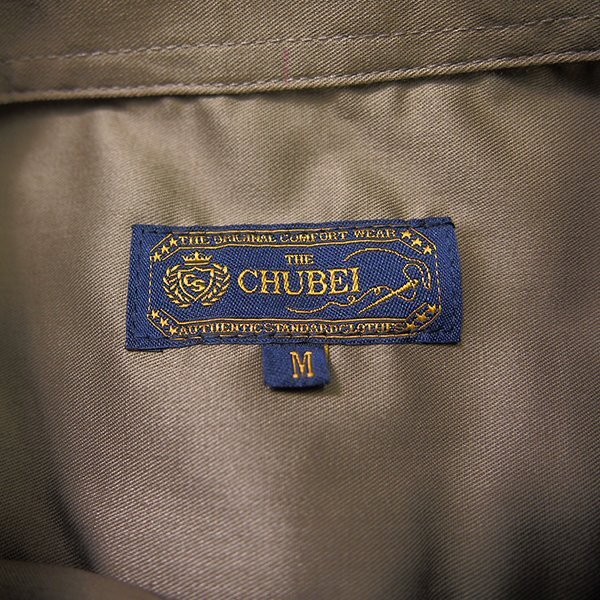 THE ORIGINAL COMFORT WEAR
THE
CHUBEI
CS
AUTHENTIC STANDARD CLOTHES
M